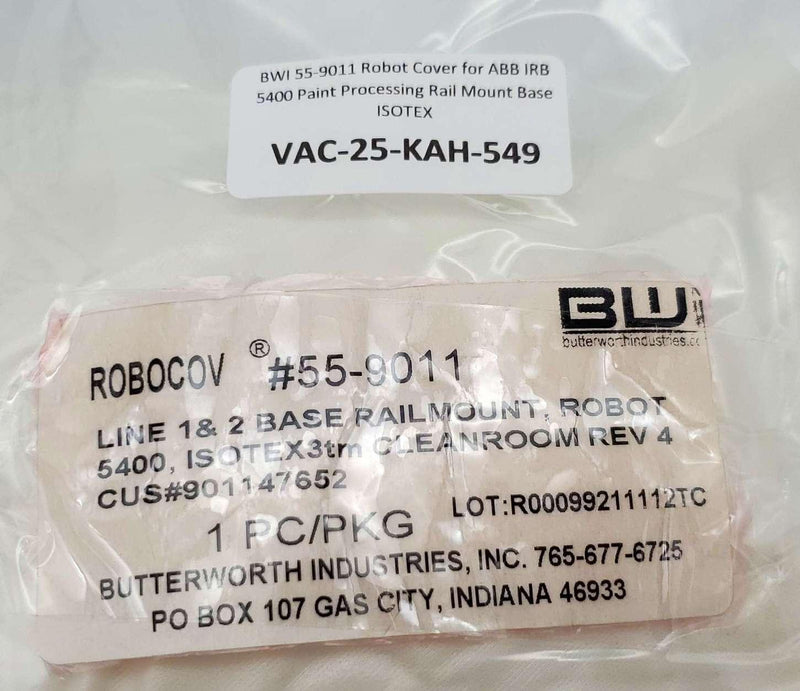 BWI 55-9011 Robot Cover for ABB IRB
5400 Paint Processing Rail Mount Base
ISOTEX
VAC-25-KAH-549
BW
butterworthindustries.co
ROBOCOV ® #55-9011
LINE 1& 2 BASE RAILMOUNT, ROBOT
5400, ISOTEX3tm CLEANROOM REV 4
CUS#901147652
LOT:R00099211112TC
1 PC/PKG
BUTTERWORTH INDUSTRIES, INC. 765-677-6725
PO BOX 107 GAS CITY, INDIANA 46933